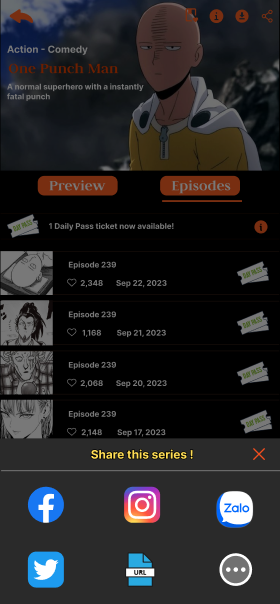 Action - Comedy
One Punch Man
A normal superhero with a instantly
fatal punch
Preview
Episodes
1 Daily Pass ticket now available!
Episode 239
2,348 Sep 22, 2023
Episode 239
1,168 Sep 21, 2023
Episode 239
2,068 Sep 20, 2023
Episode 239
2,148 Sep 17, 2023
Share this series !
Zalo
URL